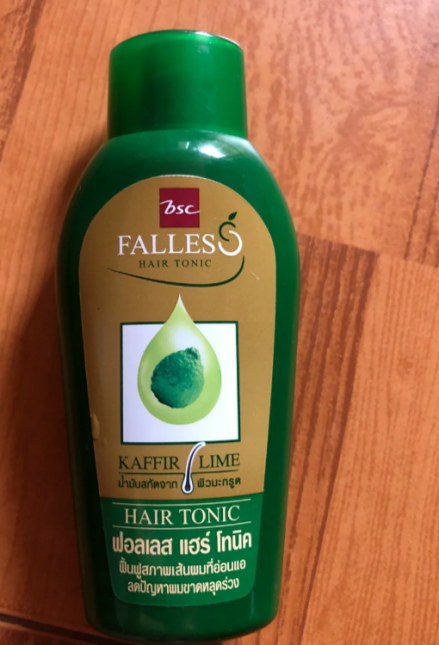 bsc
FALLESS
HAIR TONIC
KAFFIR LIME
น้ำมันสกัดจาก ผิวมะกรูด
HAIR TONIC
ฟอลเลส แฮร์ โทนิค
ฟื้นฟูสภาพเส้นผมที่อ่อนแอ
ลดปัญหาผมขาดหลุดร่วง